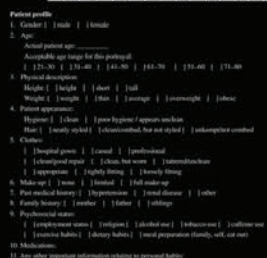 Patient profile
1. Gender: [ ] male [ ] female
2. Age:
Actual patient age:
Acceptable age range for this portrayal:
[ ] 21–30 [ ] 31–40 [ ] 41–50 [ ] 61–70 [ ] 51–60 [ ] 71–80
3. Physical description:
Height: [ ] height [ ] short [ ] tall
Weight: [ ] weight [ ] thin [ ] average [ ] overweight [ ] obese
4. Patient appearance:
Hygiene: [ ] clean [ ] poor hygiene / appears unclean
Hair: [ ] neatly styled [ ] clean/combed, but not styled [ ] unkempt/not combed
5. Clothes:
[ ] hospital gown [ ] casual [ ] professional
[ ] clean/good repair [ ] clean, but worn [ ] tattered/unclean
[ ] appropriate [ ] tightly fitting [ ] loosely fitting
6. Make-up: [ ] none [ ] limited [ ] full make-up
7. Past medical history: [ ] hypertension [ ] renal disease [ ] other
8. Family history: [ ] mother [ ] father [ ] siblings
9. Psychosocial status:
[ ] employment status [ ] religion [ ] alcohol use [ ] tobacco use [ ] caffeine use
[ ] exercise habits [ ] dietary habits [ ] meal preparation (family, self, eat out)
10. Medications:
11. Any other important information relating to personal habits: